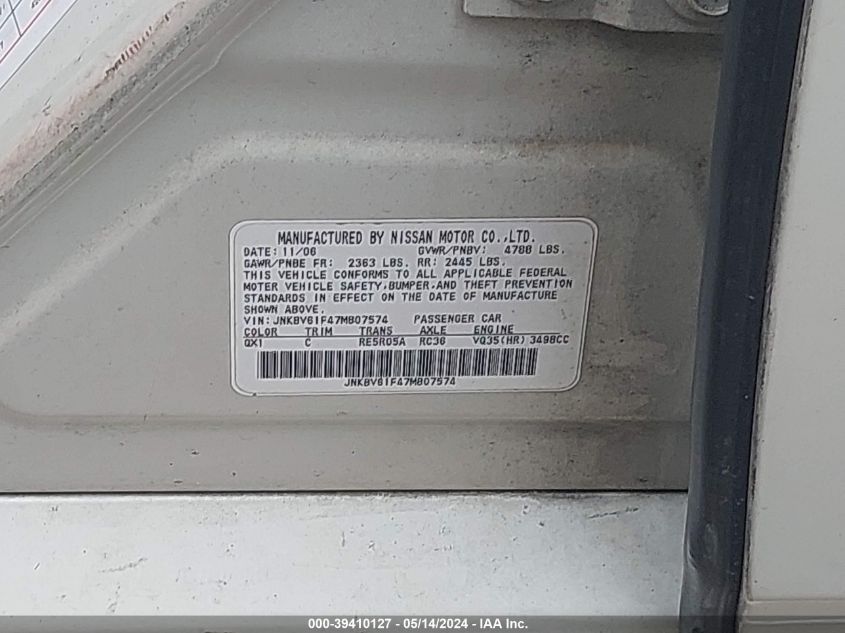 MANUFACTURED BY NISSAN MOTOR CO.,LTD.
DATE: 11/06 GVWR/PNBV: 4788 LBS.
GAWR/PNBE FR: 2363 LBS. RR: 2445 LBS.
THIS VEHICLE CONFORMS TO ALL APPLICABLE FEDERAL
MOTOR VEHICLE SAFETY,BUMPER,AND THEFT PREVENTION
STANDARDS IN EFFECT ON THE DATE OF MANUFACTURE
SHOWN ABOVE.
VIN: JNKBV61F47M807574 PASSENGER CAR
COLOR TRIM TRANS AXLE ENGINE
QX1 C RE5R05A RC36 VQ35(HR) 3498CC
JNKBV61F47M807574
000-39410127 - 05/14/2024 - IAA Inc.